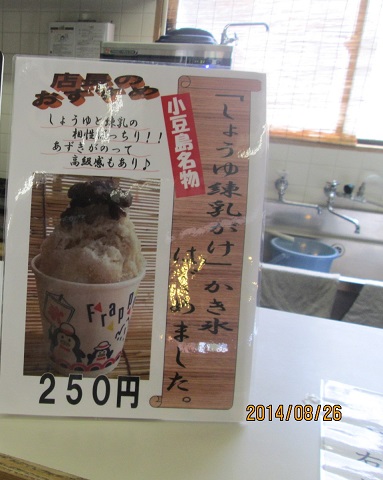 店長の
おすすめ
しょうゆと練乳の
相性ばっちり！！
あずきがのって
高級感もあり♪
小豆島名物
「しょうゆ練乳がけ」かき氷
はじめました。
Frappe
250円
2014/08/26